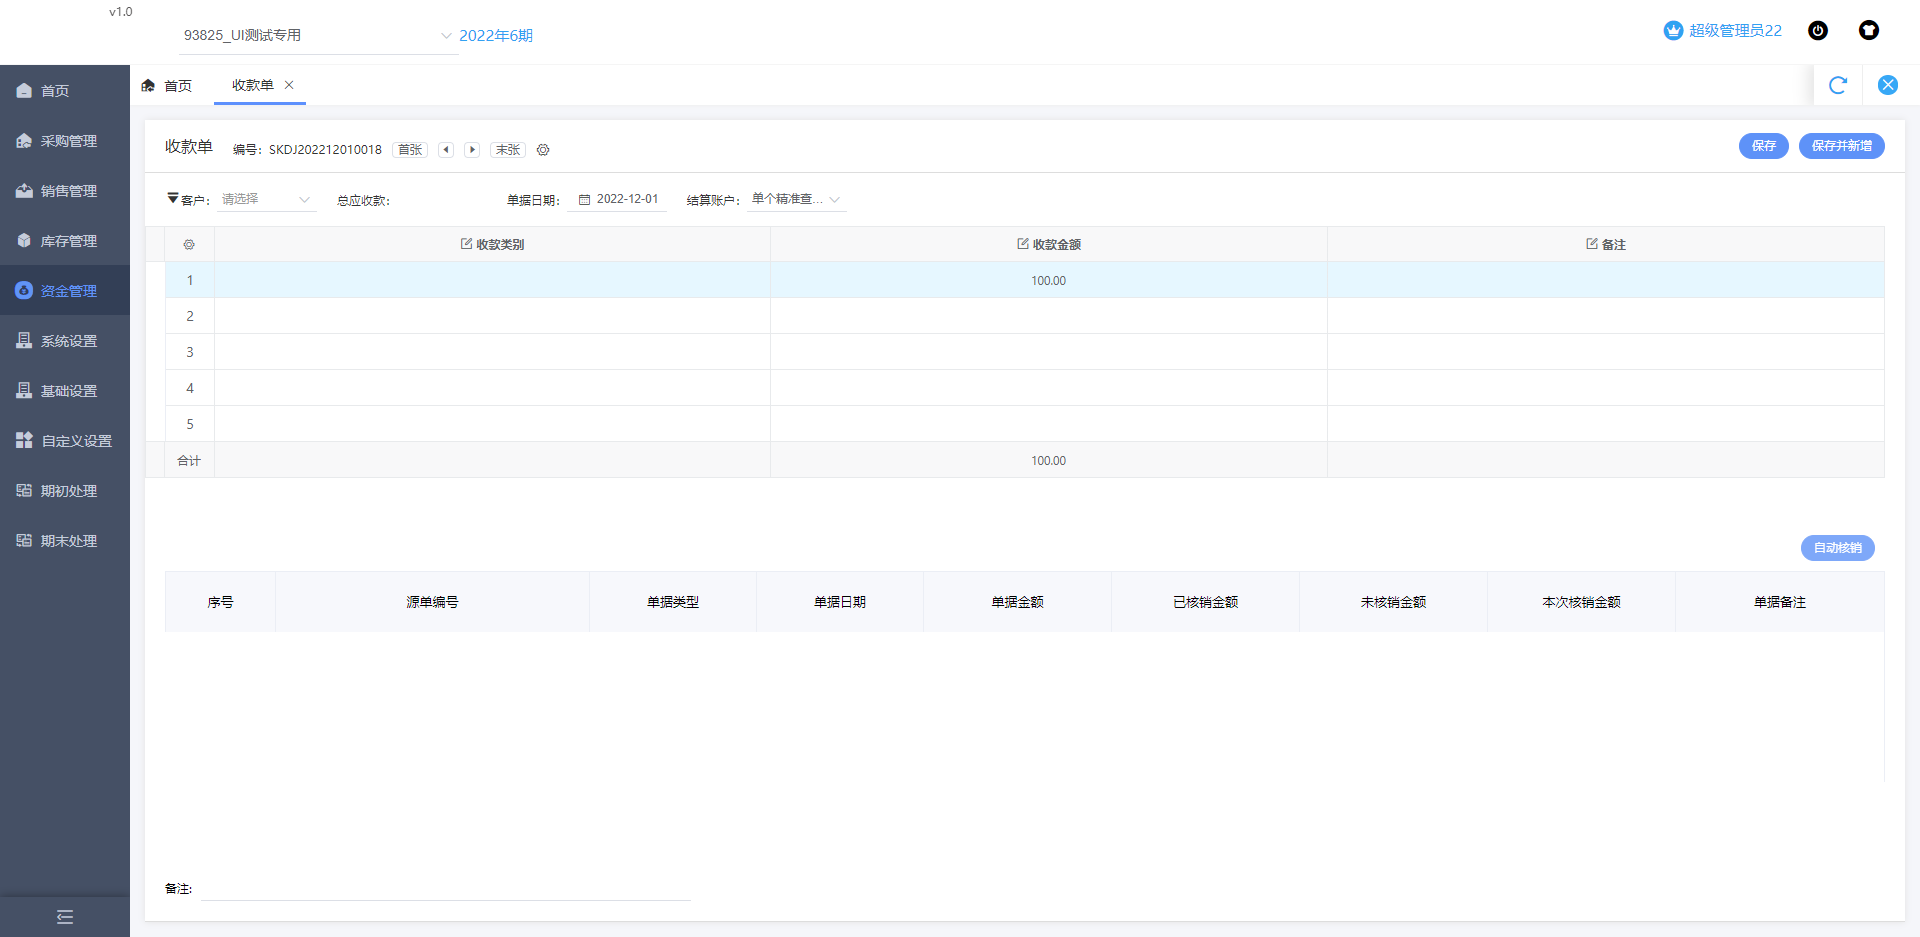 v1.0
93825_UI测试专用
2022年6期
超级管理员22
首页
收款单
首页
采购管理
销售管理
库存管理
资金管理
系统设置
基础设置
自定义设置
期初处理
期末处理
收款单 编号: SKDJ202212010018 首张 末张
保存 保存并新增
客户: 请选择 总应收款: 单据日期: 2022-12-01 结算账户: 单个精准查...
收款类别 收款金额 备注
1 100.00
2
3
4
5
合计 100.00
自动核销
序号 源单编号 单据类型 单据日期 单据金额 已核销金额 未核销金额 本次核销金额 单据备注
备注: